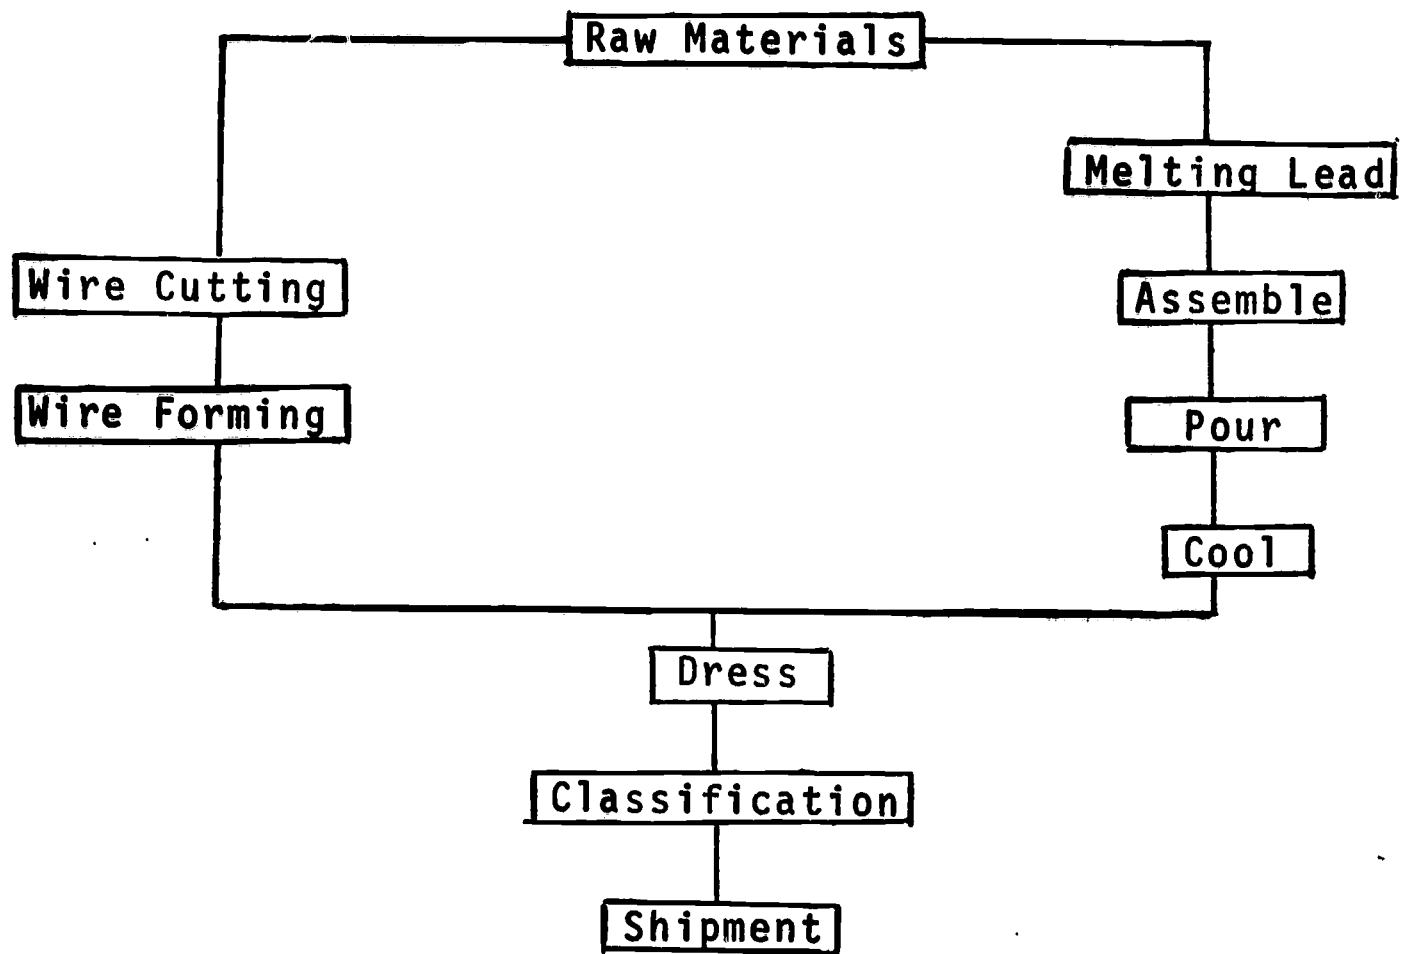 Raw Materials
Melting Lead
Wire Cutting
Assemble
Wire Forming
Pour
Cool
Dress
Classification
Shipment